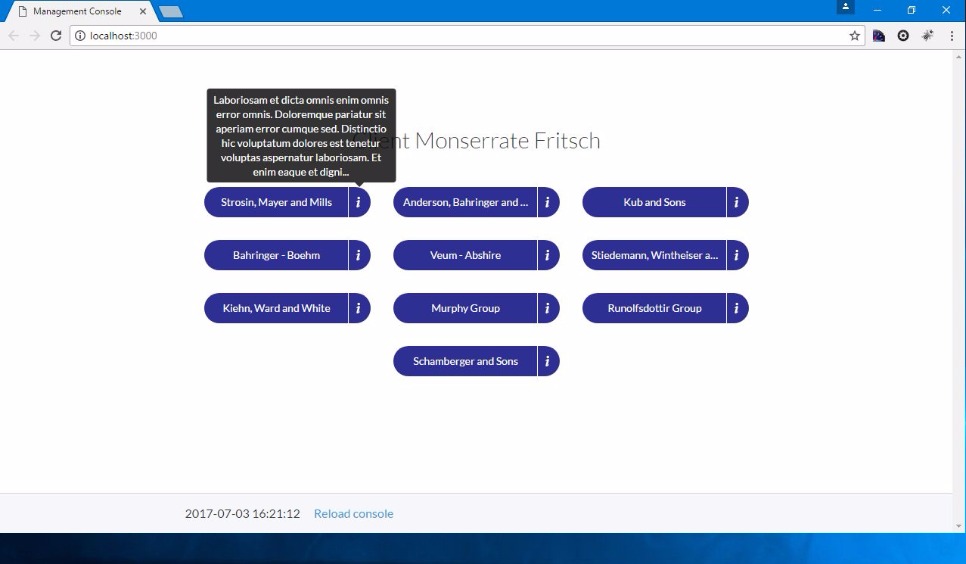 Management Console
localhost:3000
Laboriosam et dicta omnis enim omnis
error omnis. Doloremque pariatur sit
aperiam error cumque sed. Distinctio
hic voluptatum dolores est tenetur
voluptas aspernatur laboriosam. Et
enim eaque et digni...
Client Monserrate Fritsch
Strosin, Mayer and Mills i Anderson, Bahringer and ... i Kub and Sons i
Bahringer - Boehm i Veum - Abshire i Stiedemann, Wintheiser a... i
Kiehn, Ward and White i Murphy Group i Runolfsdottir Group i
Schamberger and Sons i
2017-07-03 16:21:12 Reload console